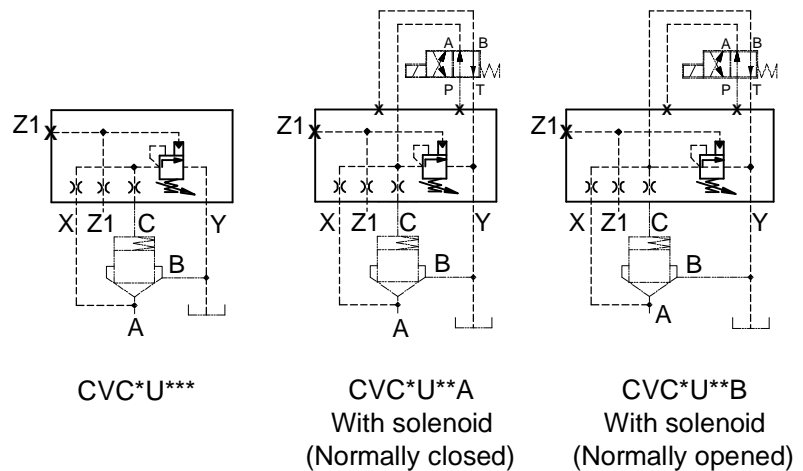 A B
P T
A B
P T
Z1
Z1
Z1
X Z1 C Y
X Z1 C Y
X Z1 C Y
B
B
B
A
A
A
CVC*U***
CVC*U**A
With solenoid
(Normally closed)
CVC*U**B
With solenoid
(Normally opened)